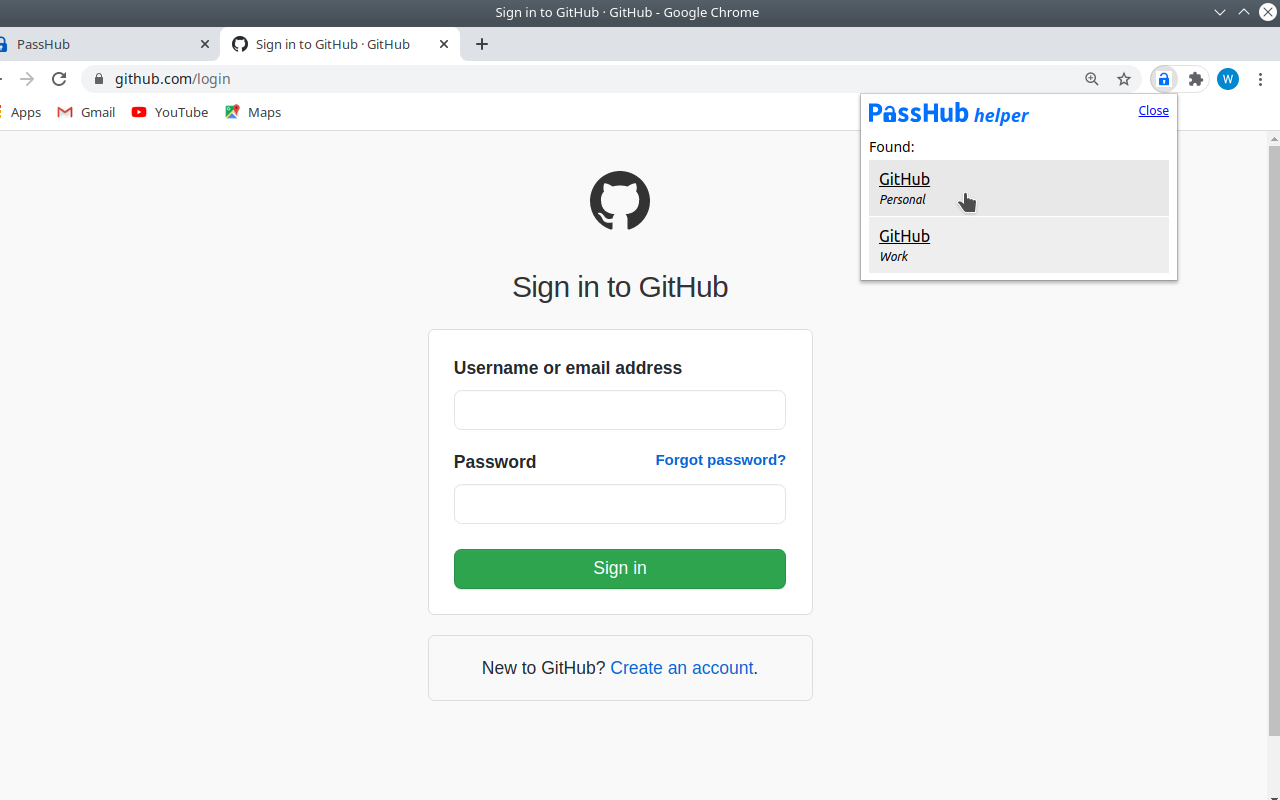 Sign in to GitHub · GitHub - Google Chrome
PassHub
Sign in to GitHub · GitHub
github.com/login
W
Apps
Gmail
YouTube
Maps
PassHub helper
Close
Found:
GitHub
Personal
GitHub
Work
Sign in to GitHub
Username or email address
Password
Forgot password?
Sign in
New to GitHub? Create an account.